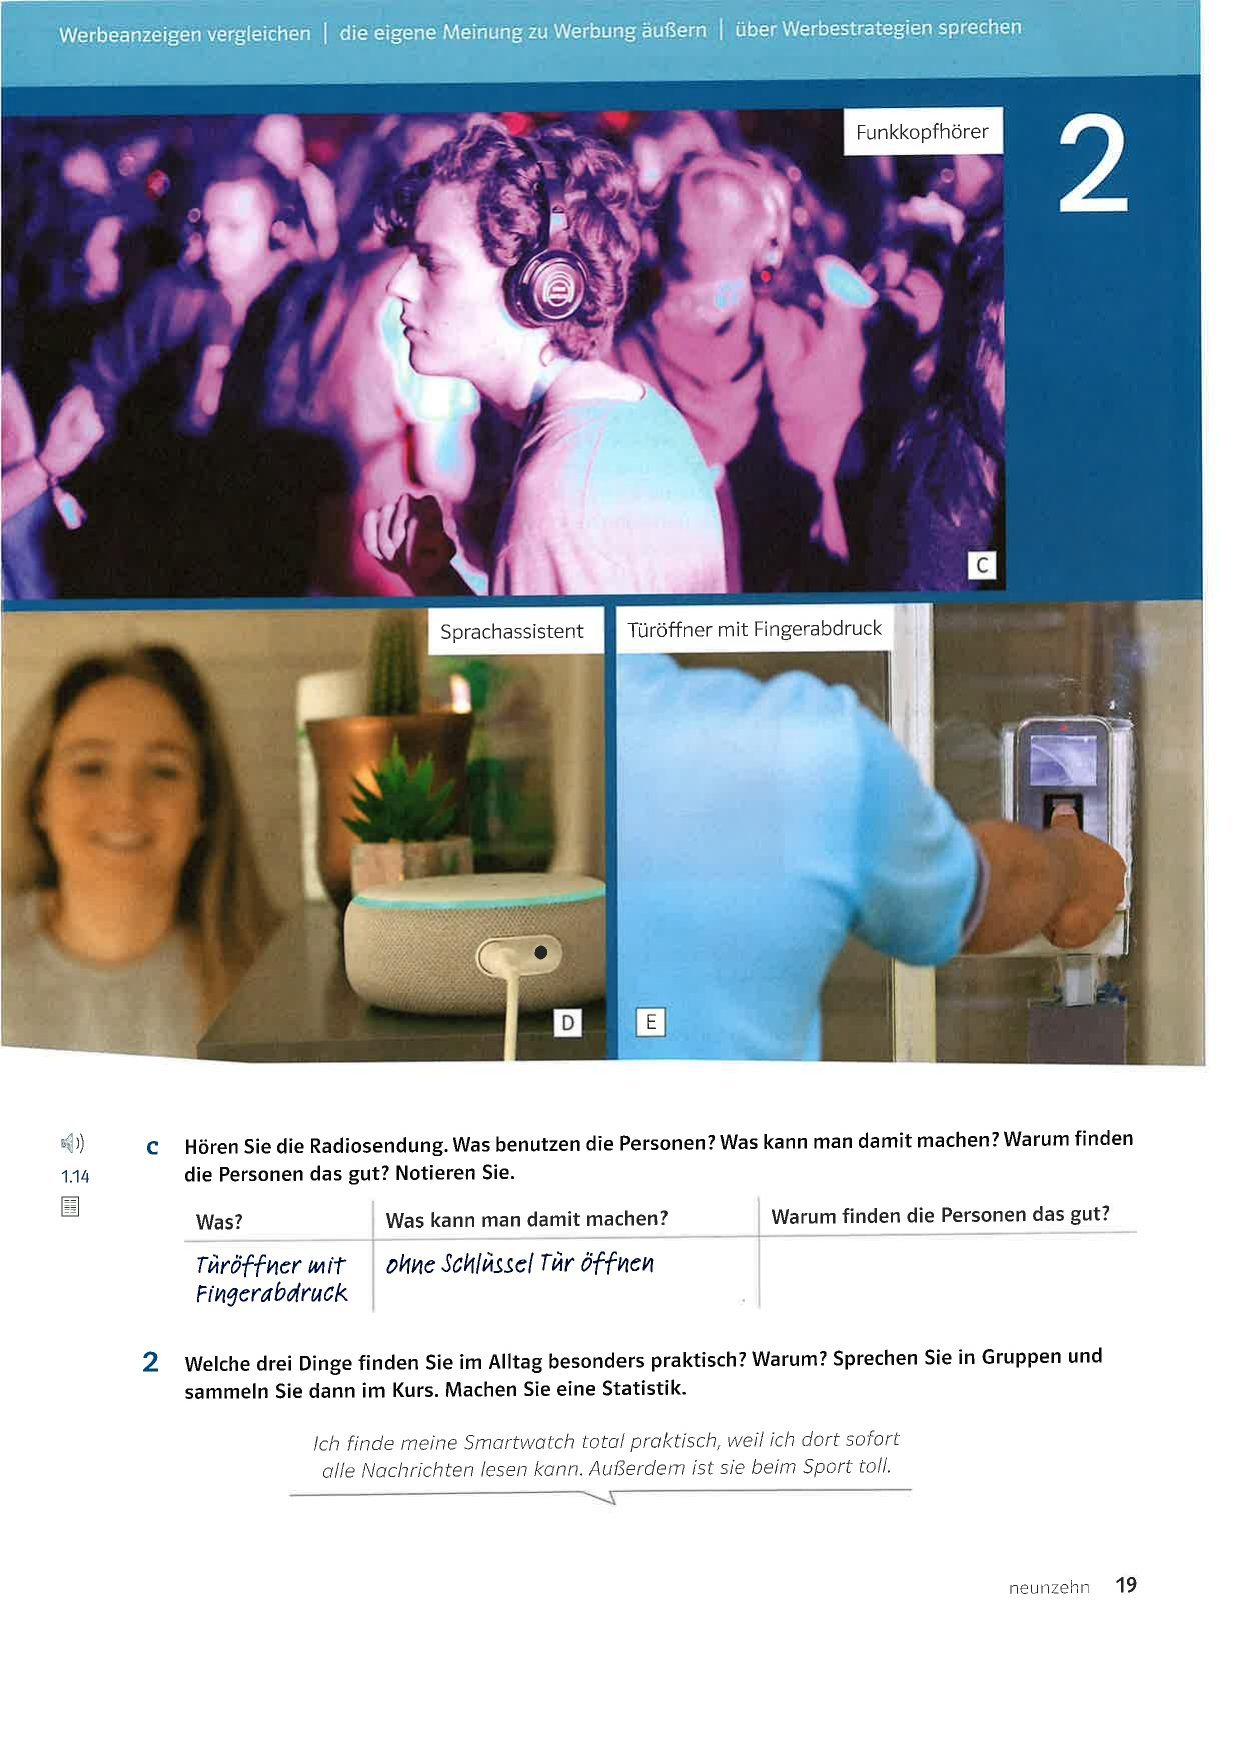 Werbeanzeigen vergleichen | die eigene Meinung zu Werbung äußern | über Werbestrategien sprechen
2
Funkkopfhörer
C
Sprachassistent
Türöffner mit Fingerabdruck
D
E
c Hören Sie die Radiosendung. Was benutzen die Personen? Was kann man damit machen? Warum finden
1.14 die Personen das gut? Notieren Sie.
Was? Was kann man damit machen? Warum finden die Personen das gut?
Türöffner mit ohne Schlüssel Tür öffnen
Fingerabdruck
2 Welche drei Dinge finden Sie im Alltag besonders praktisch? Warum? Sprechen Sie in Gruppen und
sammeln Sie dann im Kurs. Machen Sie eine Statistik.
Ich finde meine Smartwatch total praktisch, weil ich dort sofort
alle Nachrichten lesen kann. Außerdem ist sie beim Sport toll.
neunzehn 19